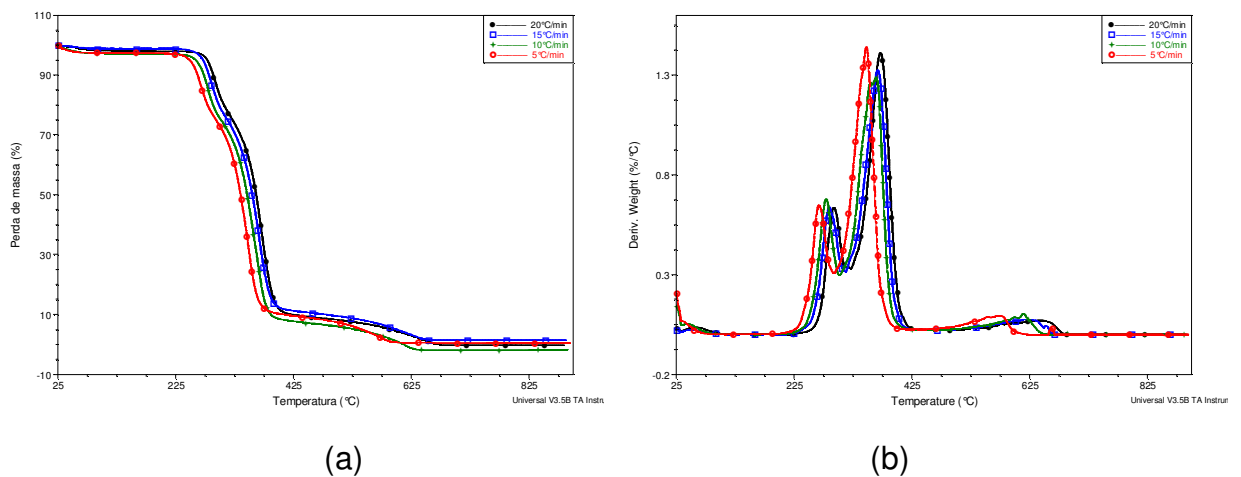 110
90
70
50
30
10
-10
Perda de massa (%)
25
225
425
625
825
Temperatura (°C)
Universal V3.5B TA Instru
20°C/min
15°C/min
10°C/min
5°C/min
(a)
1.3
0.8
0.3
-0.2
Deriv. Weight (%/°C)
25
225
425
625
825
Temperature (°C)
Universal V3.5B TA Instrum
20°C/min
15°C/min
10°C/min
5°C/min
(b)